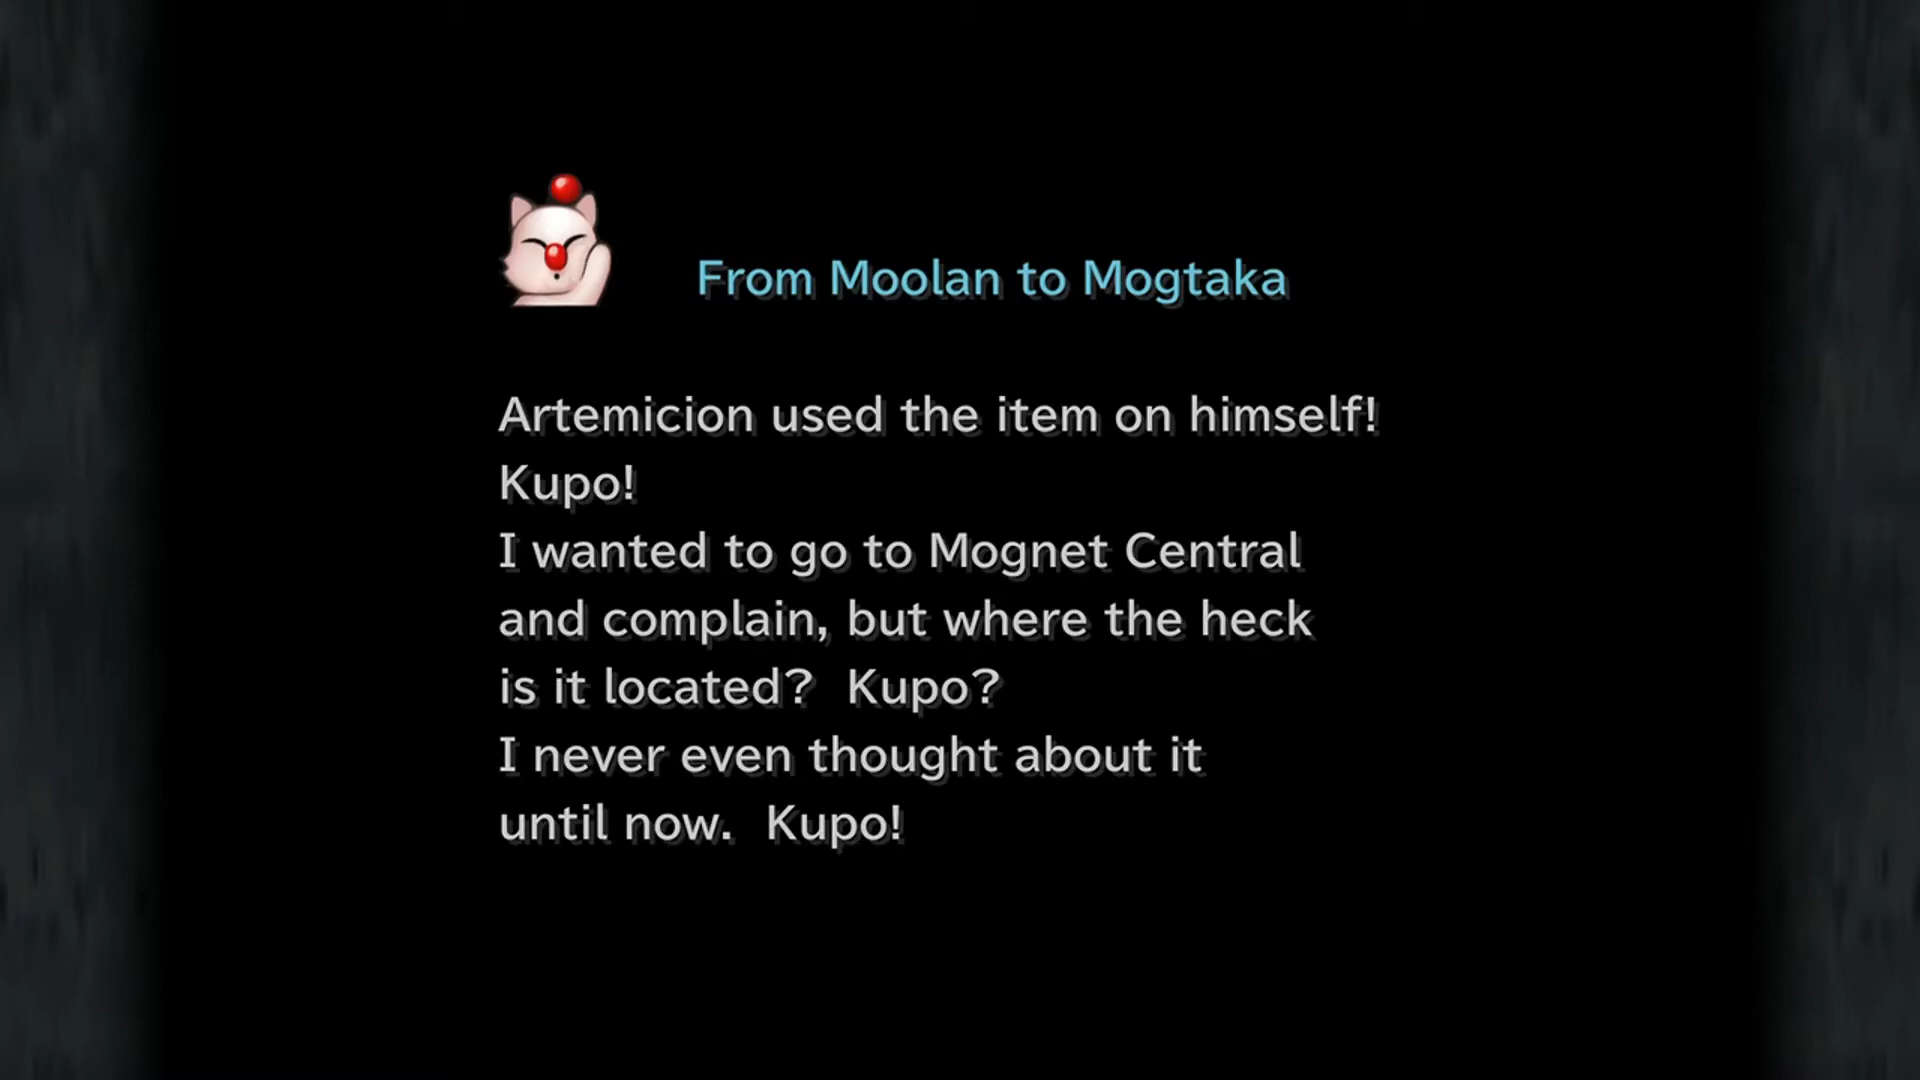 From Moolan to Mogtaka
Artemicion used the item on himself!
Kupo!
I wanted to go to Mognet Central
and complain, but where the heck
is it located?  Kupo?
I never even thought about it
until now.  Kupo!